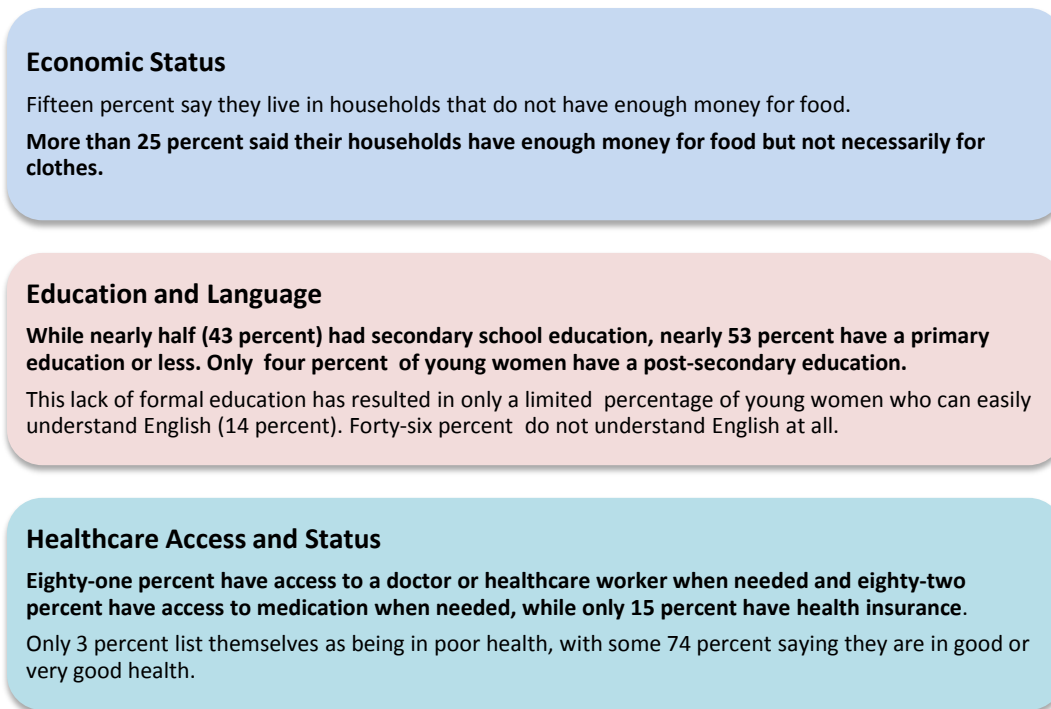 Economic Status
Fifteen percent say they live in households that do not have enough money for food.
More than 25 percent said their households have enough money for food but not necessarily for
clothes.
Education and Language
While nearly half (43 percent) had secondary school education, nearly 53 percent have a primary
education or less. Only four percent of young women have a post-secondary education.
This lack of formal education has resulted in only a limited percentage of young women who can easily
understand English (14 percent). Forty-six percent do not understand English at all.
Healthcare Access and Status
Eighty-one percent have access to a doctor or healthcare worker when needed and eighty-two
percent have access to medication when needed, while only 15 percent have health insurance.
Only 3 percent list themselves as being in poor health, with some 74 percent saying they are in good or
very good health.